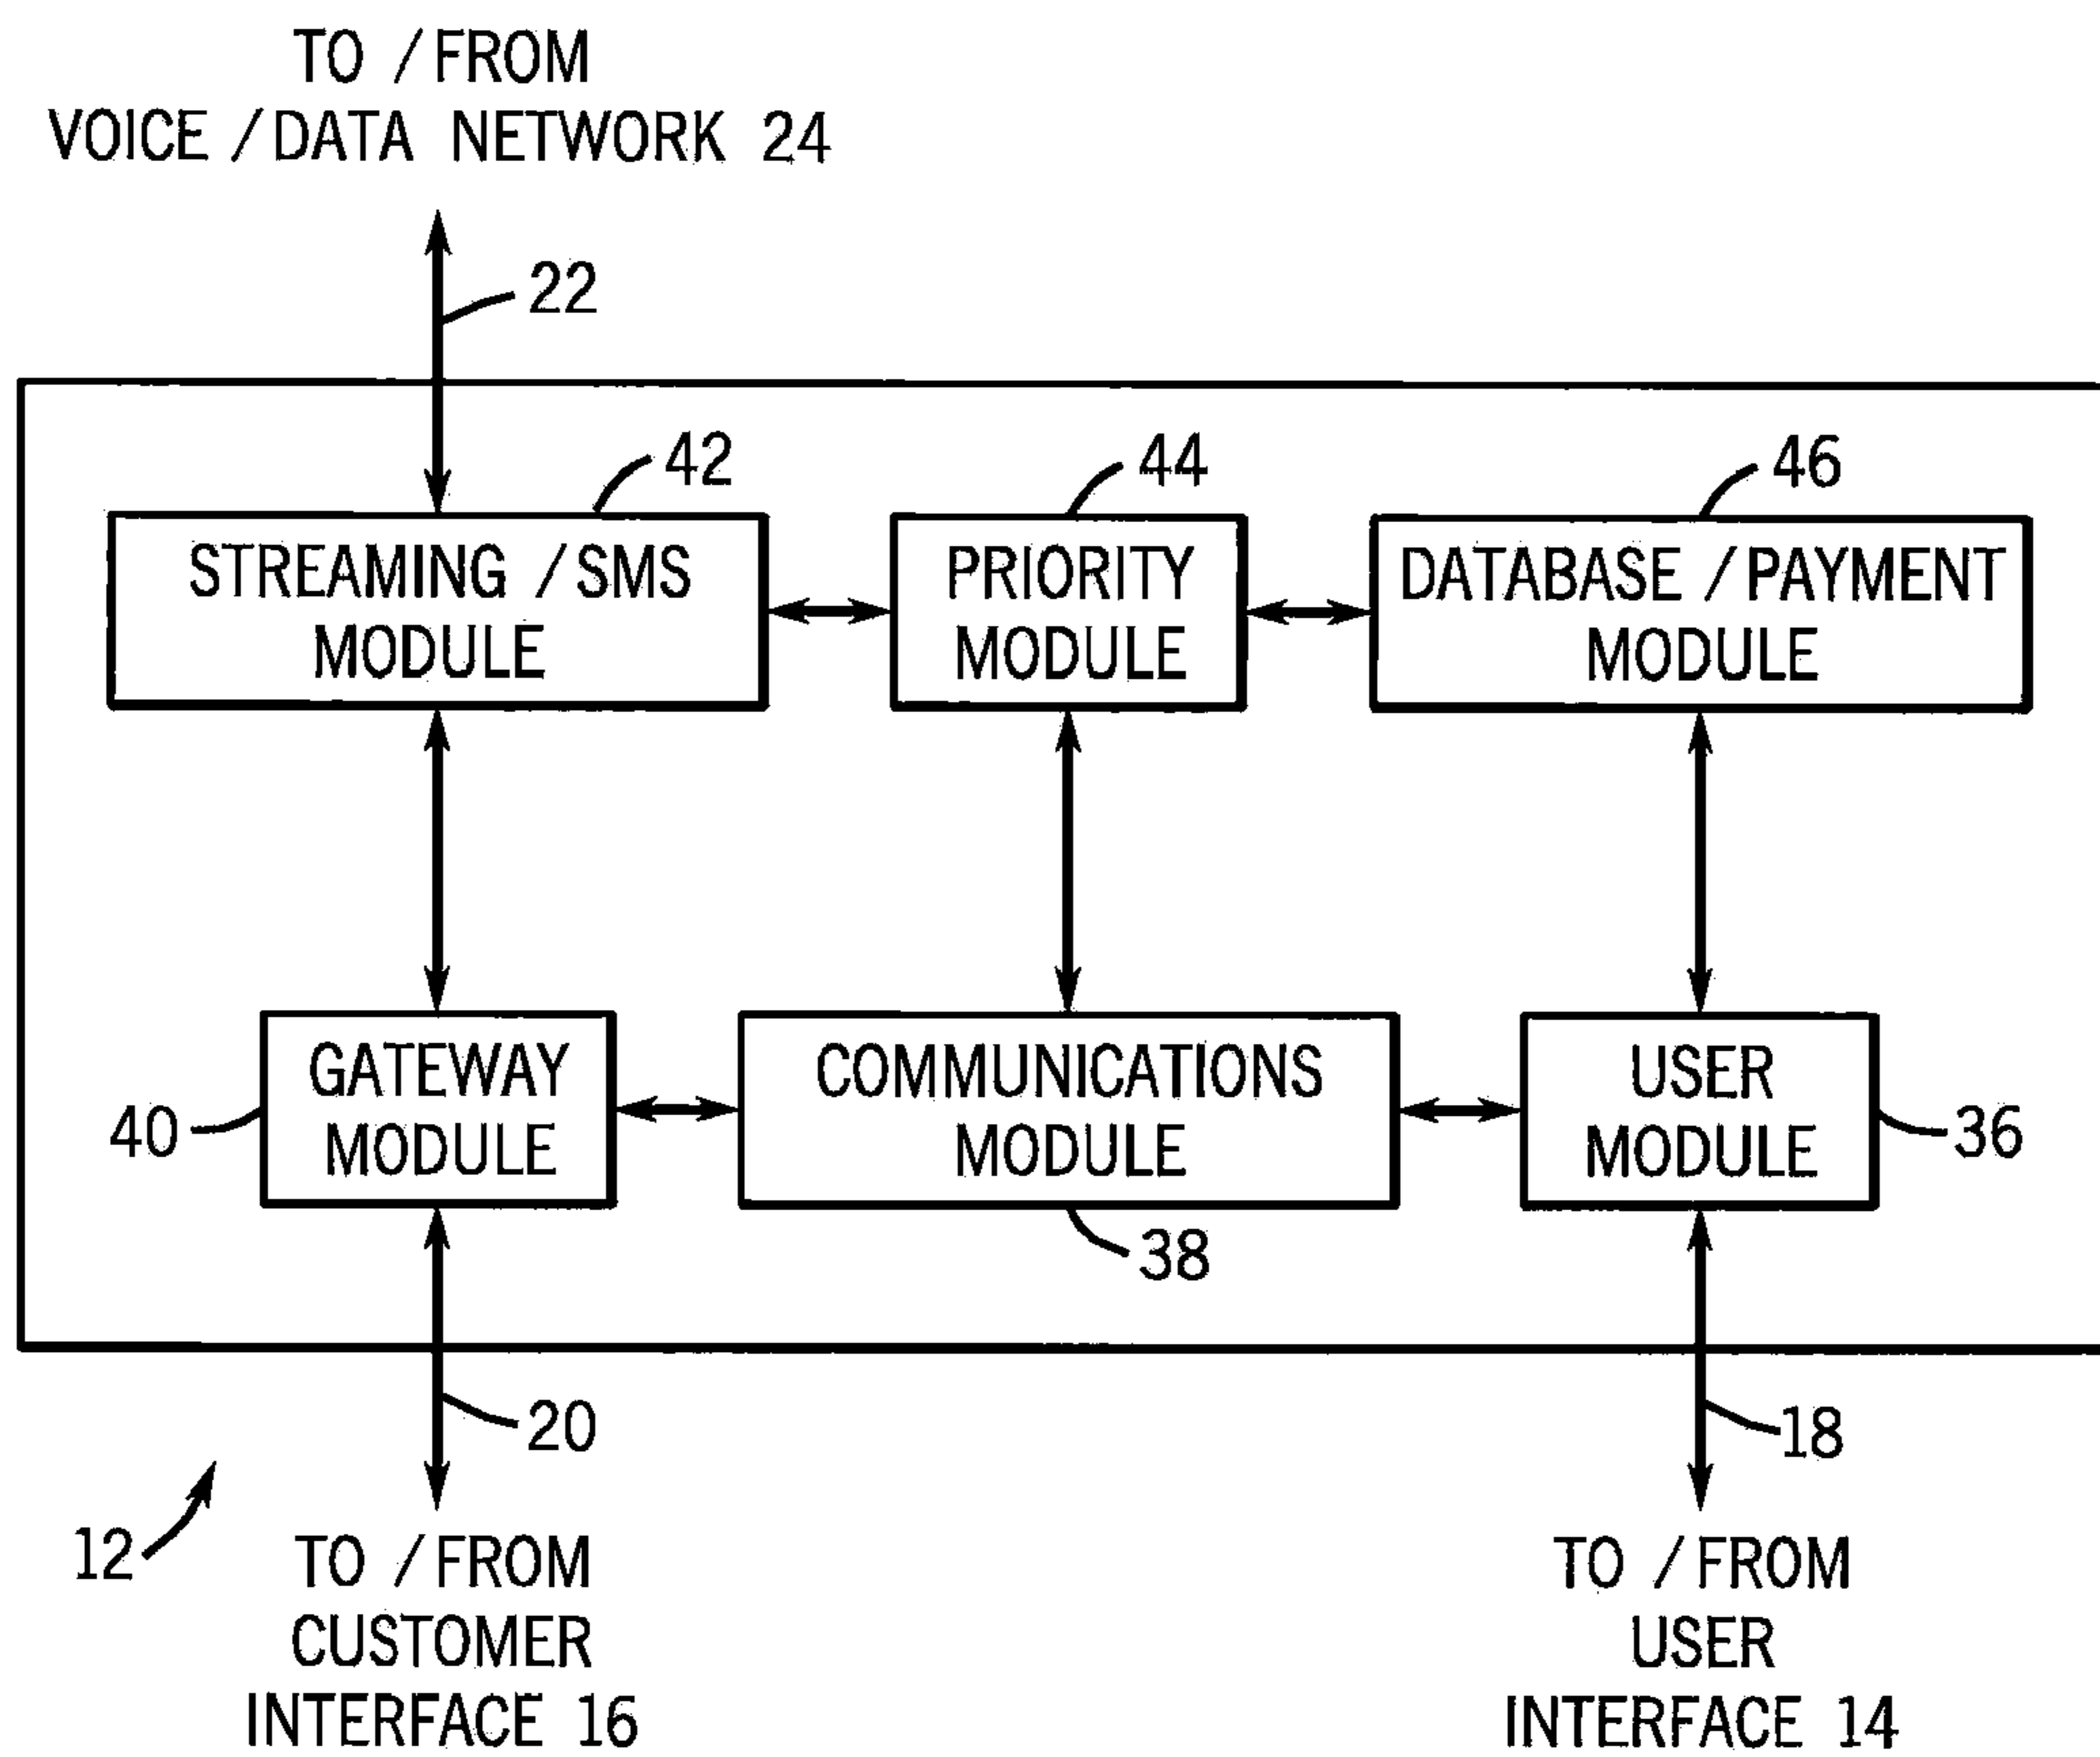 TO / FROM
VOICE / DATA NETWORK 24
22
42
44
46
STREAMING / SMS
MODULE
PRIORITY
MODULE
DATABASE / PAYMENT
MODULE
GATEWAY
MODULE
40
COMMUNICATIONS
MODULE
38
USER
MODULE
36
20
18
12
TO / FROM
CUSTOMER
INTERFACE 16
TO / FROM
USER
INTERFACE 14